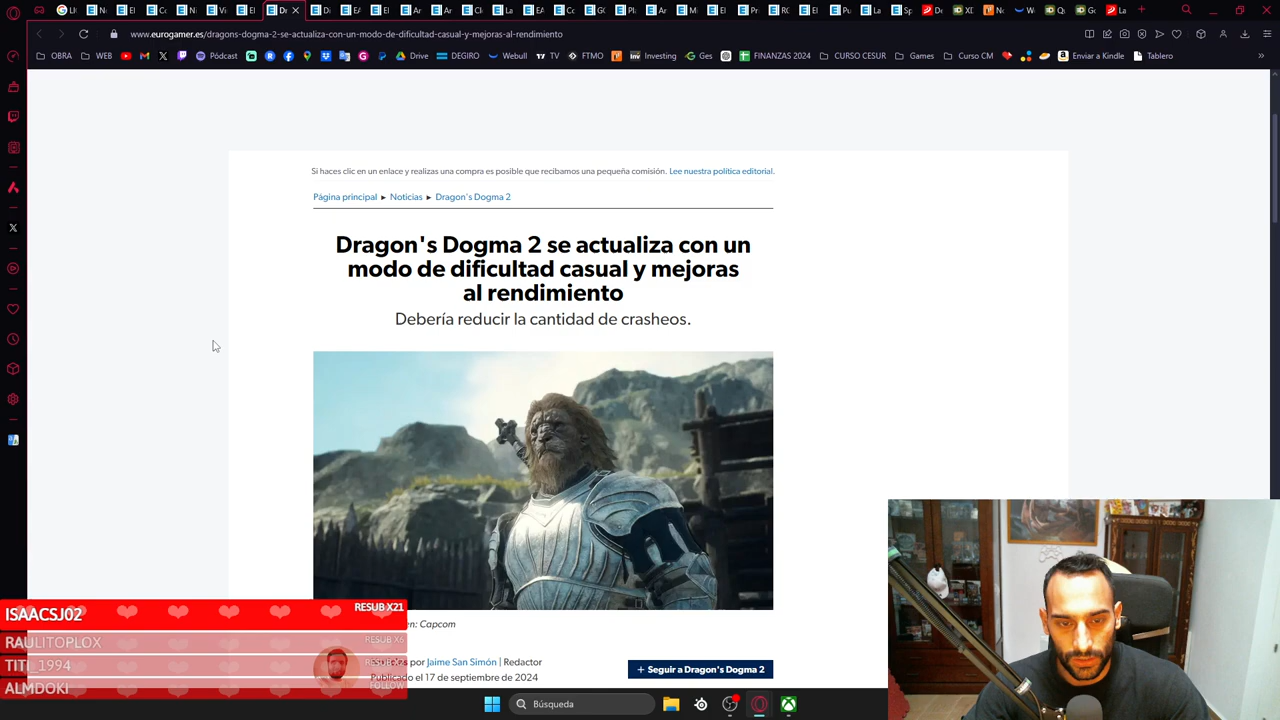 www.eurogamer.es/dragons-dogma-2-se-actualiza-con-un-modo-de-dificultad-casual-y-mejoras-al-rendimiento
OBRA WEB Pódcast Drive DEGIRO Webull TV FTMO Investing Ges FINANZAS 2024 CURSO CESUR Games Curso CM Enviar a Kindle Tablero
Si haces clic en un enlace y realizas una compra es posible que recibamos una pequeña comisión. Lee nuestra política editorial.
Página principal ► Noticias ► Dragon's Dogma 2
Dragon's Dogma 2 se actualiza con un
modo de dificultad casual y mejoras
al rendimiento
Debería reducir la cantidad de crasheos.
Capcom
por Jaime San Simón | Redactor
Publicado el 17 de septiembre de 2024
+ Seguir a Dragon's Dogma 2
ISAACSJ02 RESUB X21
RAULITOPLOX RESUB X6
TITI_1994
ALMDOKI FOLLOW
Búsqueda